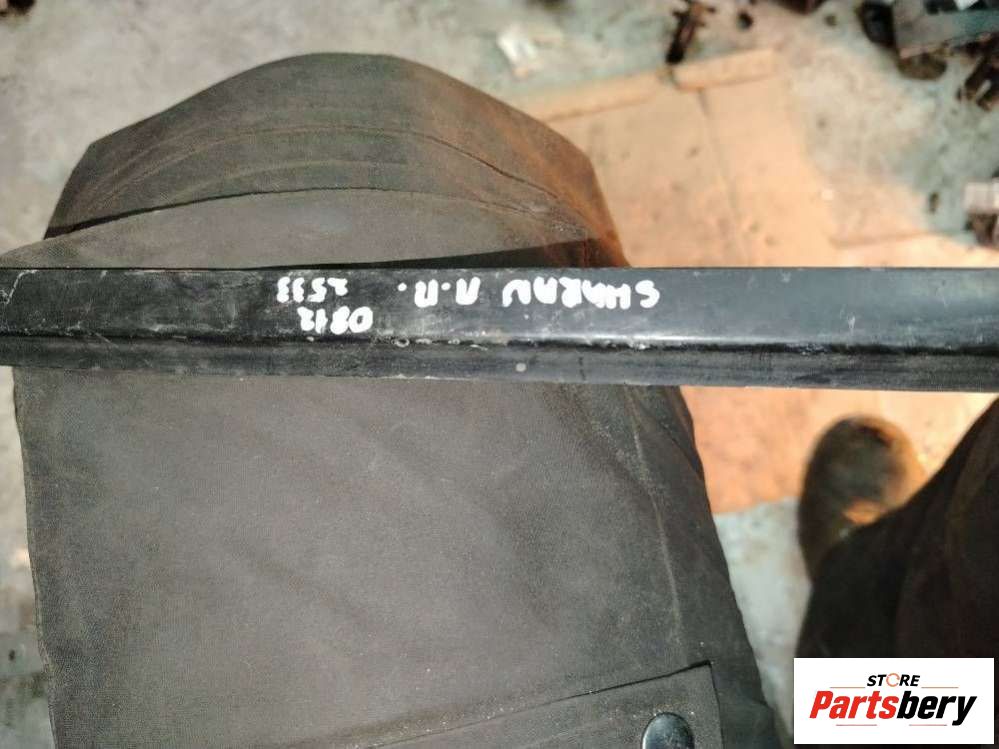 SHARAN П.П.
0812
2533
STORE
Partsbery